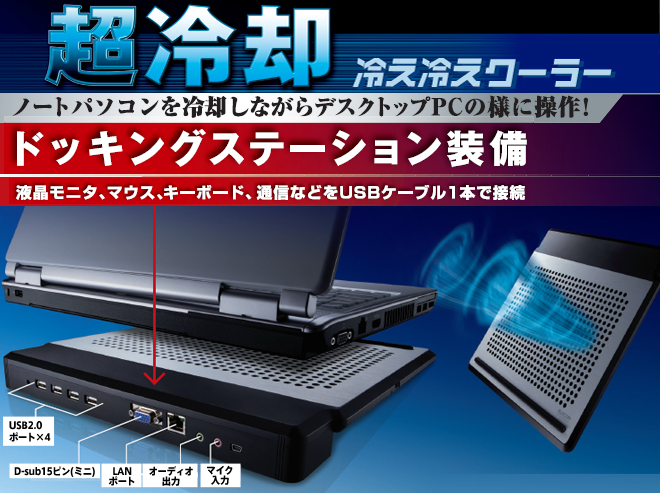 超冷却 冷え冷えクーラー
ノートパソコンを冷却しながらデスクトップPCの様に操作!
ドッキングステーション装備
液晶モニタ、マウス、キーボード、通信などをUSBケーブル1本で接続
USB2.0
ポート×4
D-sub15ピン(ミニ)
LAN
ポート
オーディオ
出力
マイク
入力